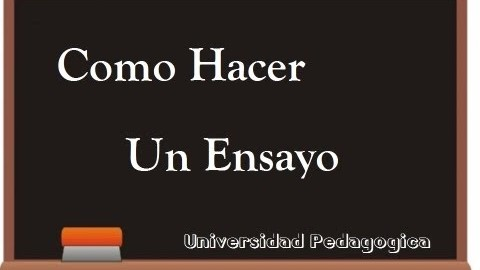 Como Hacer
Un Ensayo
Universidad Pedagogica